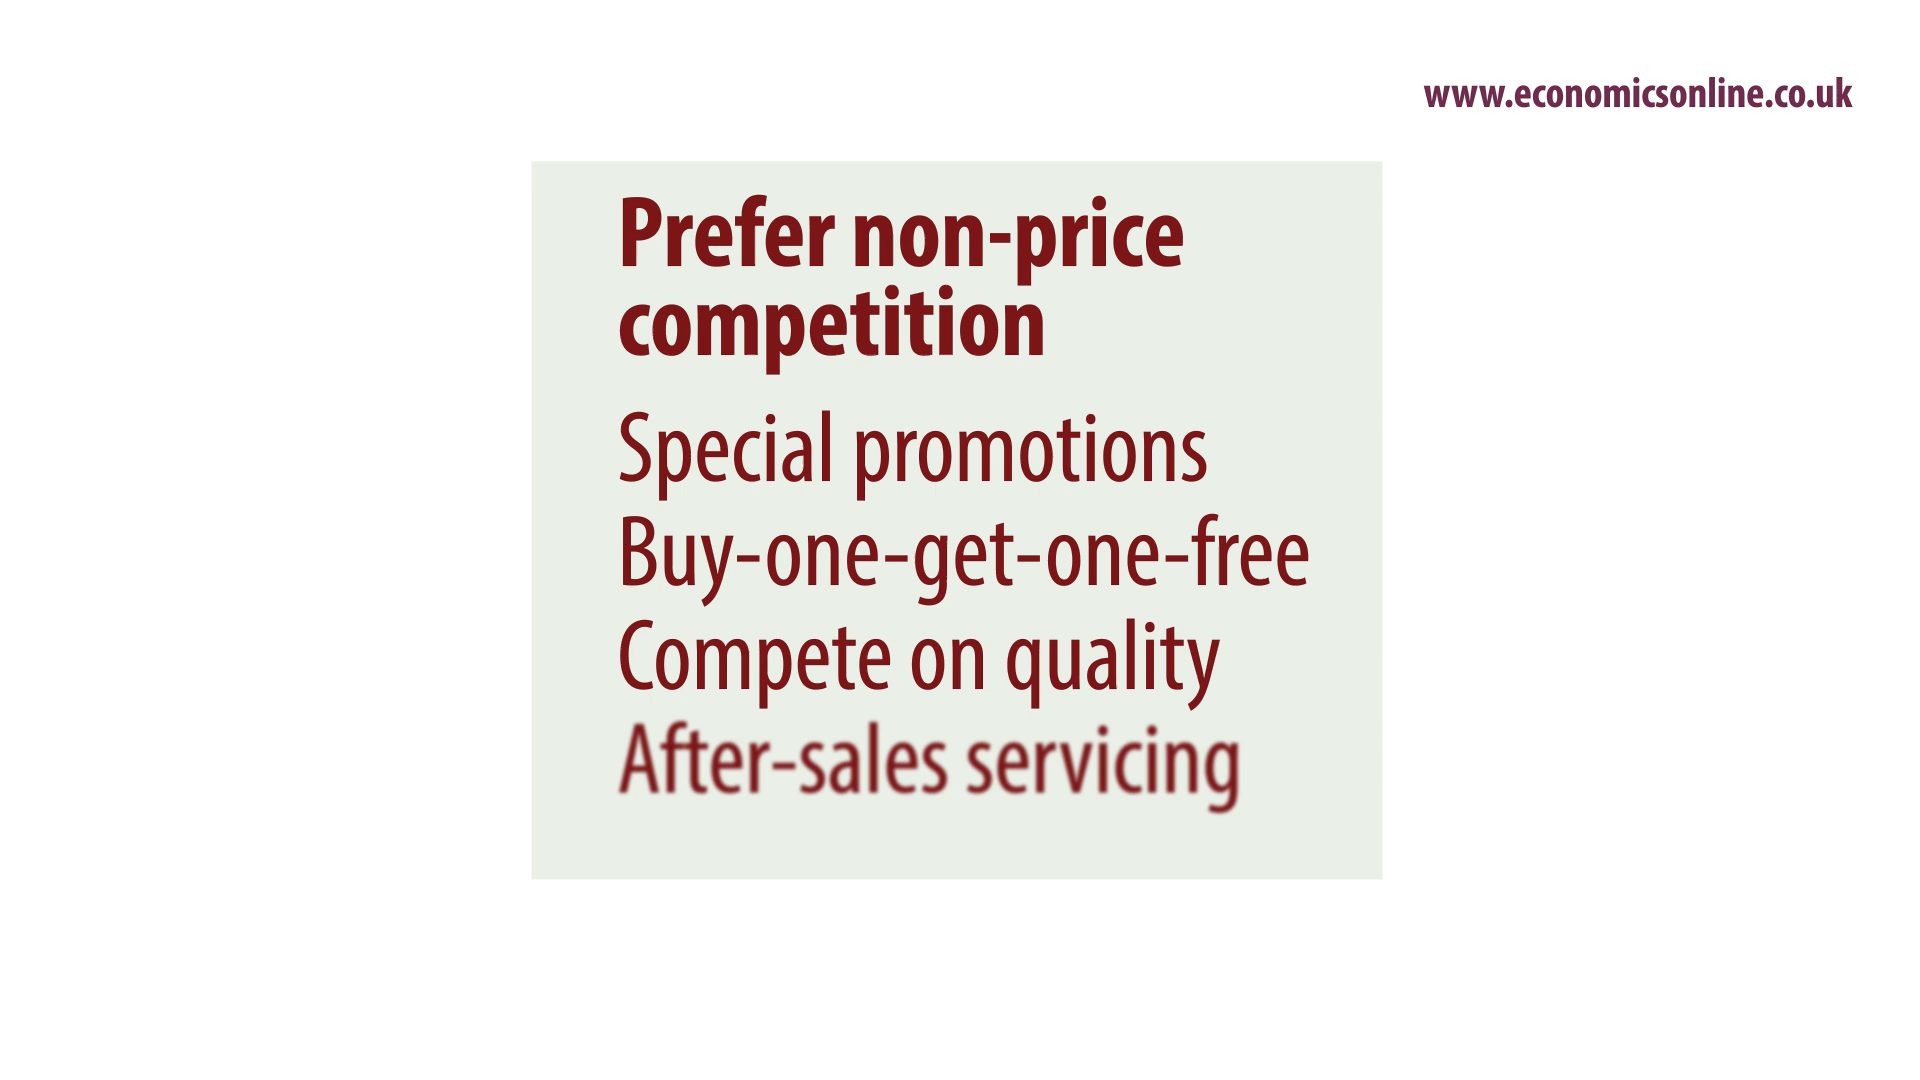 www.economicsonline.co.uk
Prefer non-price
competition
Special promotions
Buy-one-get-one-free
Compete on quality
After-sales servicing